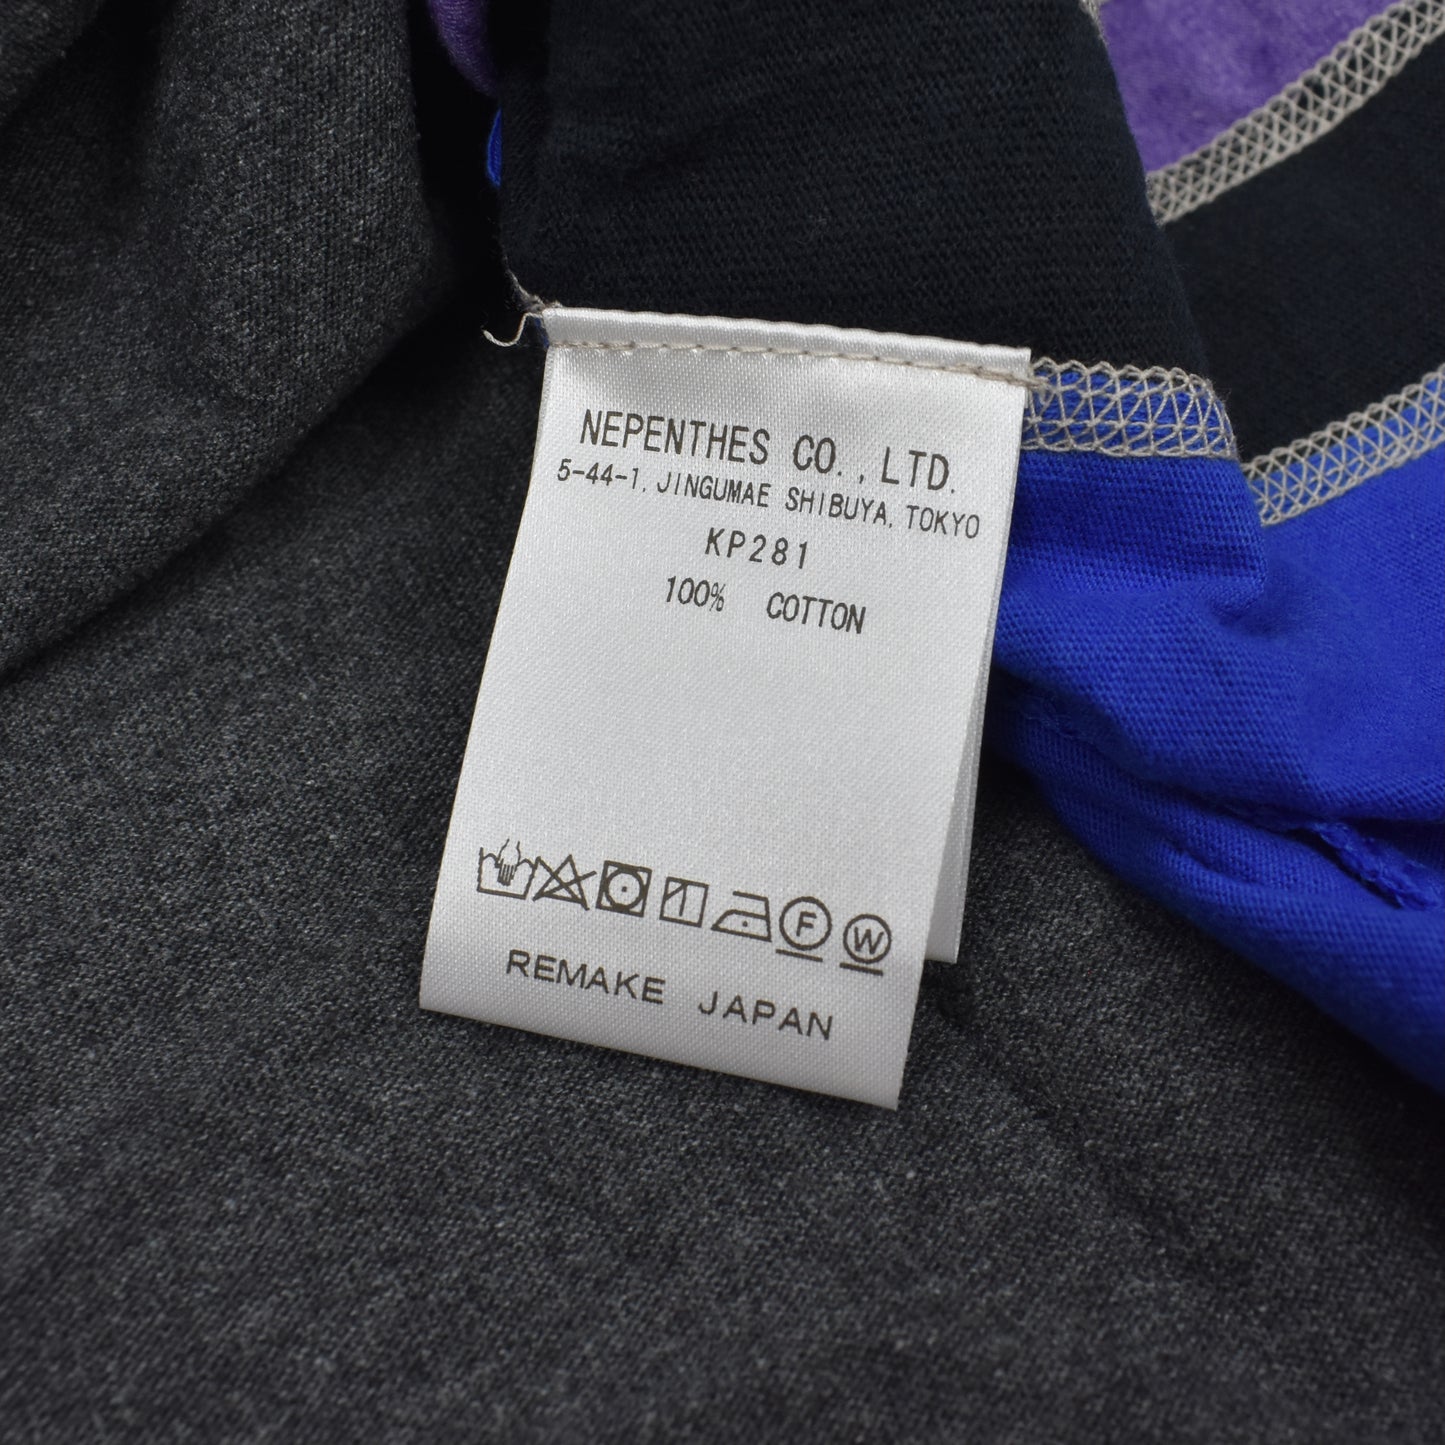 NEPENTHES CO.,LTD.
5-44-1, JINGUMAE SHIBUYA, TOKYO
KP281
100% COTTON
F W
REMAKE JAPAN